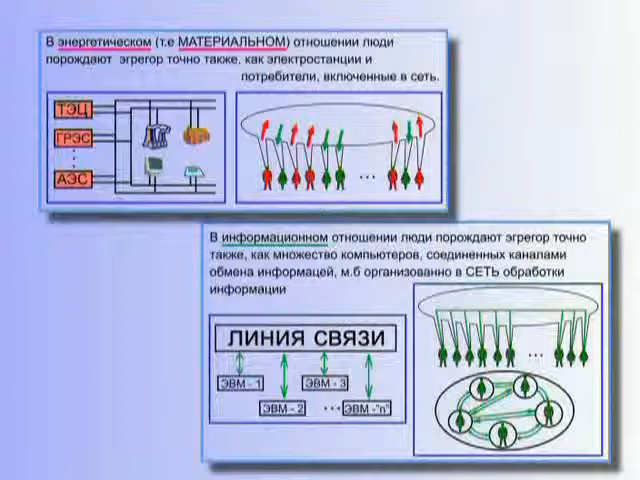 В энергетическом (т.е МАТЕРИАЛЬНОМ) отношении люди
порождают эгрегор точно также, как электростанции и
потребители, включенные в сеть.
ТЭЦ
ГРЭС
АЭС
...
В информационном отношении люди порождают эгрегор точно
также, как множество компьютеров, соединенных каналами
обмена информацей, м.б организованно в СЕТЬ обработки
информации
ЛИНИЯ СВЯЗИ
ЭВМ - 1
ЭВМ - 3
ЭВМ - 2
... ЭВМ -"n"
...